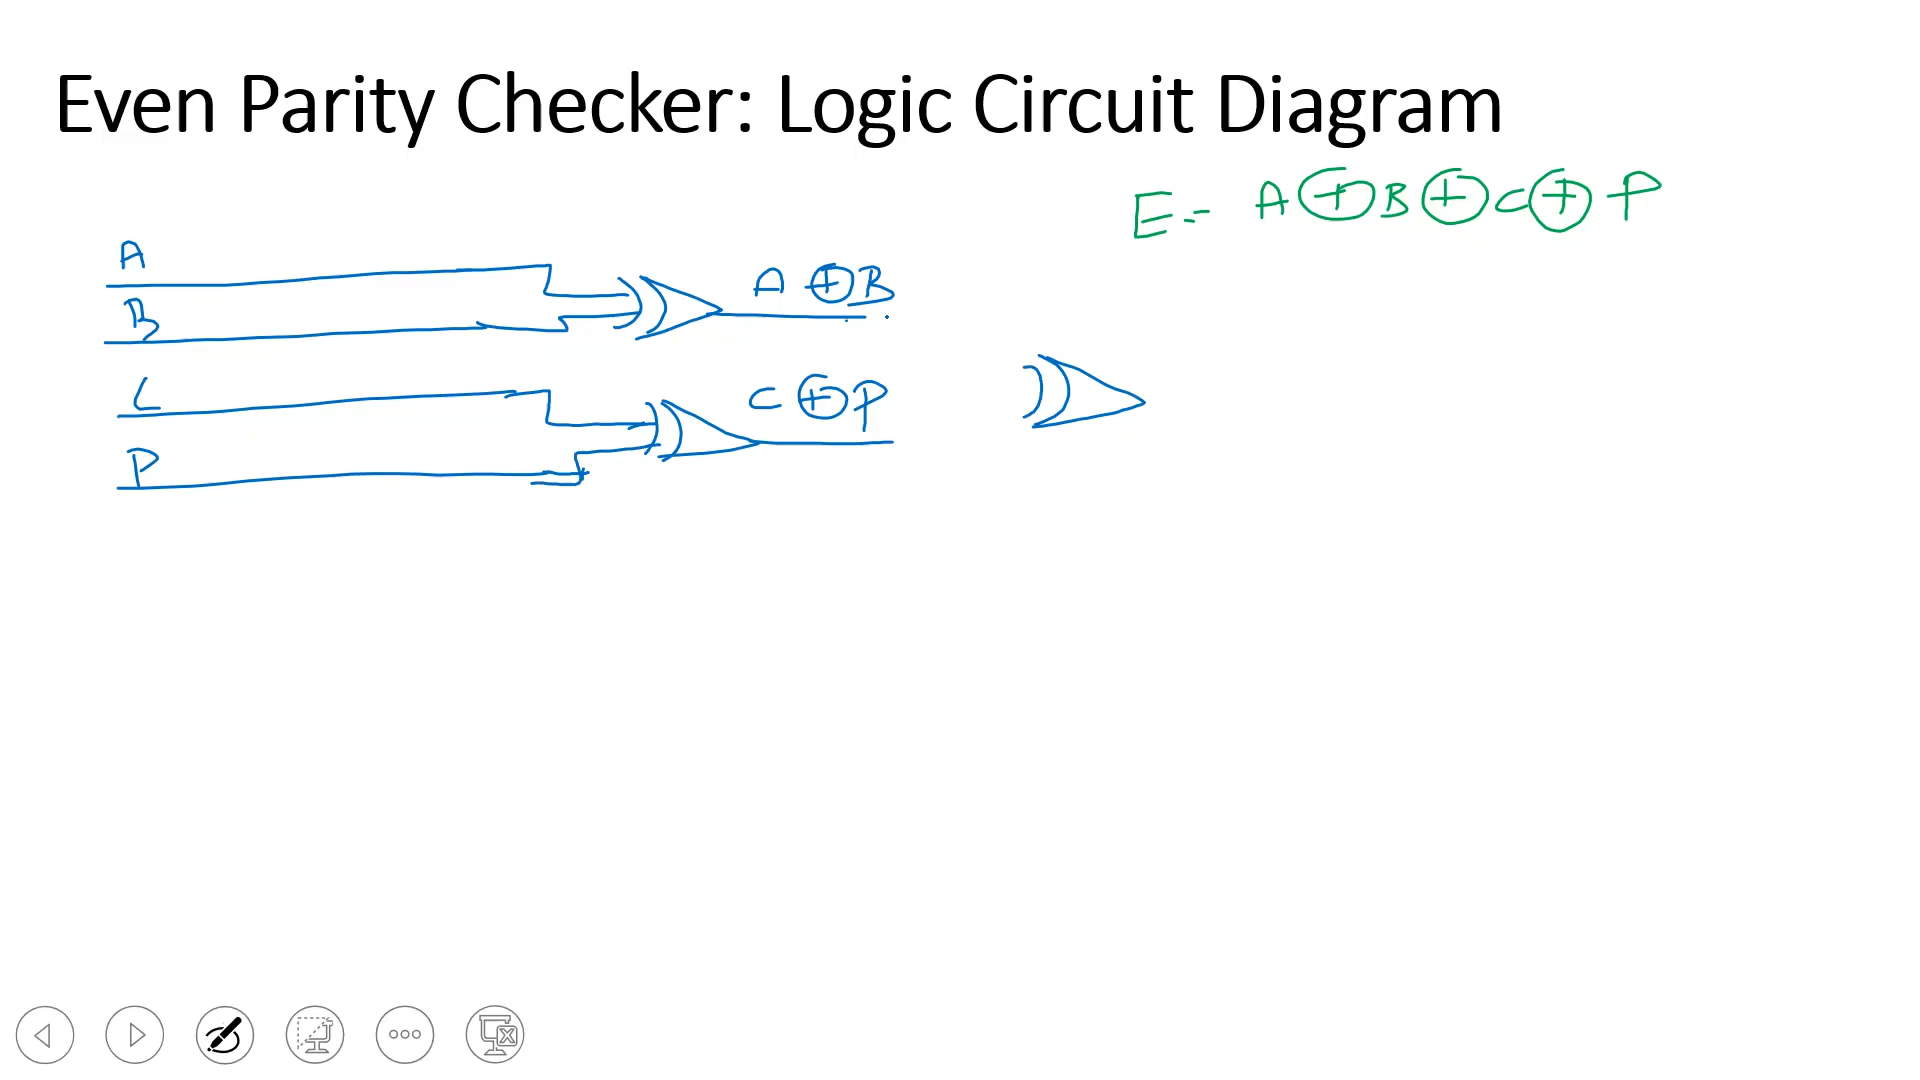 Even Parity Checker: Logic Circuit Diagram
E = A ⊕ B ⊕ C ⊕ P
A
A ⊕ B
B
C
C ⊕ P
P